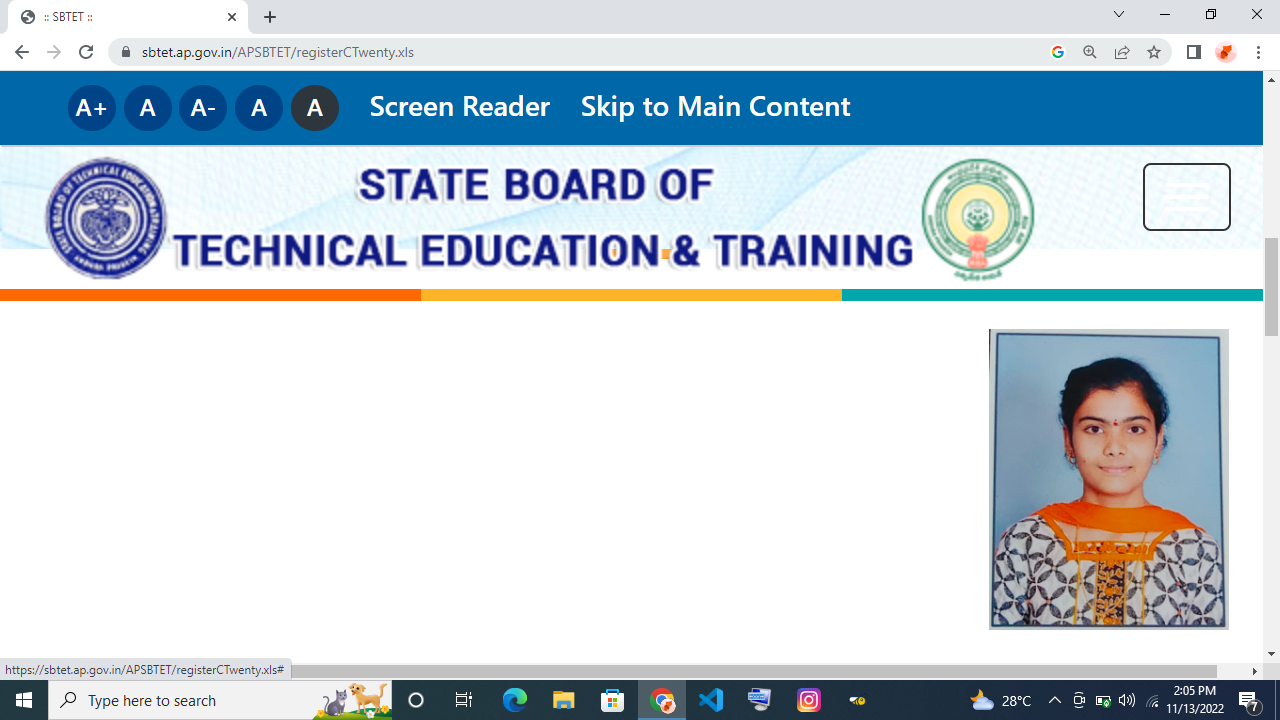 :: SBTET ::
sbtet.ap.gov.in/APSBTET/registerCTwenty.xls
A+ A A- A A Screen Reader Skip to Main Content
STATE BOARD OF
TECHNICAL EDUCATION & TRAINING
https://sbtet.ap.gov.in/APSBTET/registerCTwenty.xls#
Type here to search
28°C
2:05 PM
11/13/2022
7